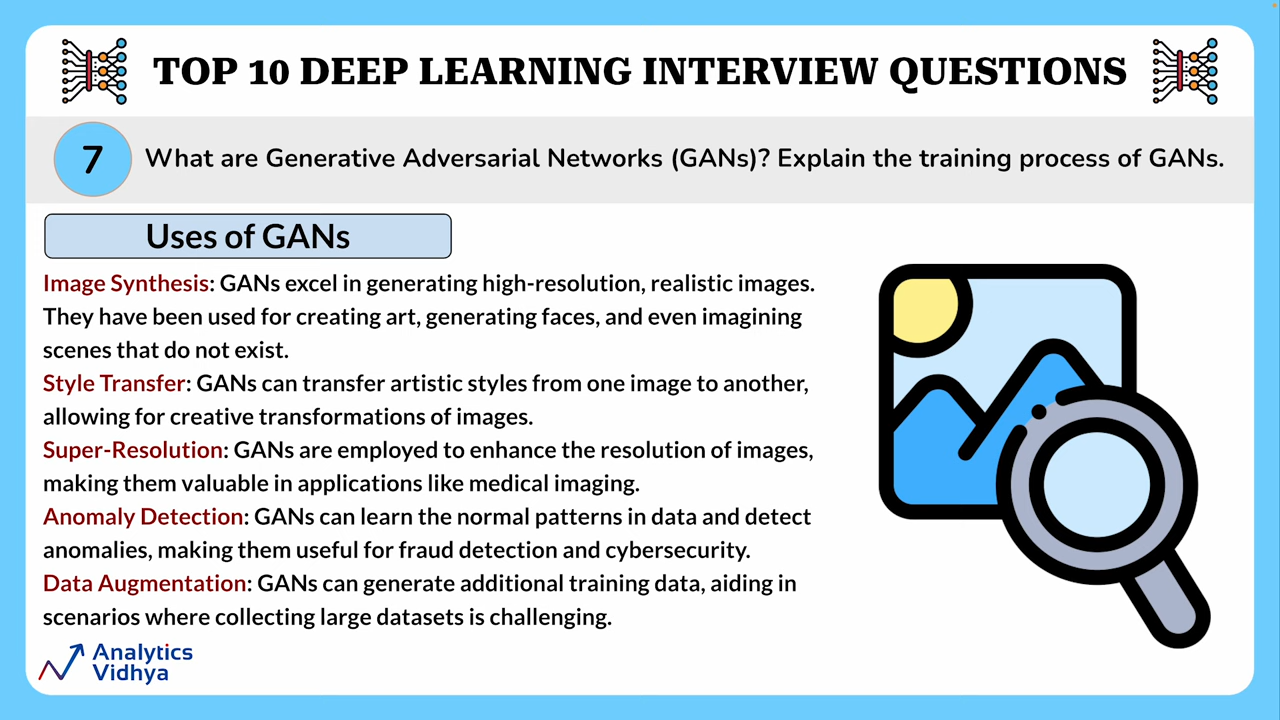 TOP 10 DEEP LEARNING INTERVIEW QUESTIONS
7
What are Generative Adversarial Networks (GANs)? Explain the training process of GANs.
Uses of GANs
Image Synthesis: GANs excel in generating high-resolution, realistic images.
They have been used for creating art, generating faces, and even imagining
scenes that do not exist.
Style Transfer: GANs can transfer artistic styles from one image to another,
allowing for creative transformations of images.
Super-Resolution: GANs are employed to enhance the resolution of images,
making them valuable in applications like medical imaging.
Anomaly Detection: GANs can learn the normal patterns in data and detect
anomalies, making them useful for fraud detection and cybersecurity.
Data Augmentation: GANs can generate additional training data, aiding in
scenarios where collecting large datasets is challenging.
Analytics
Vidhya